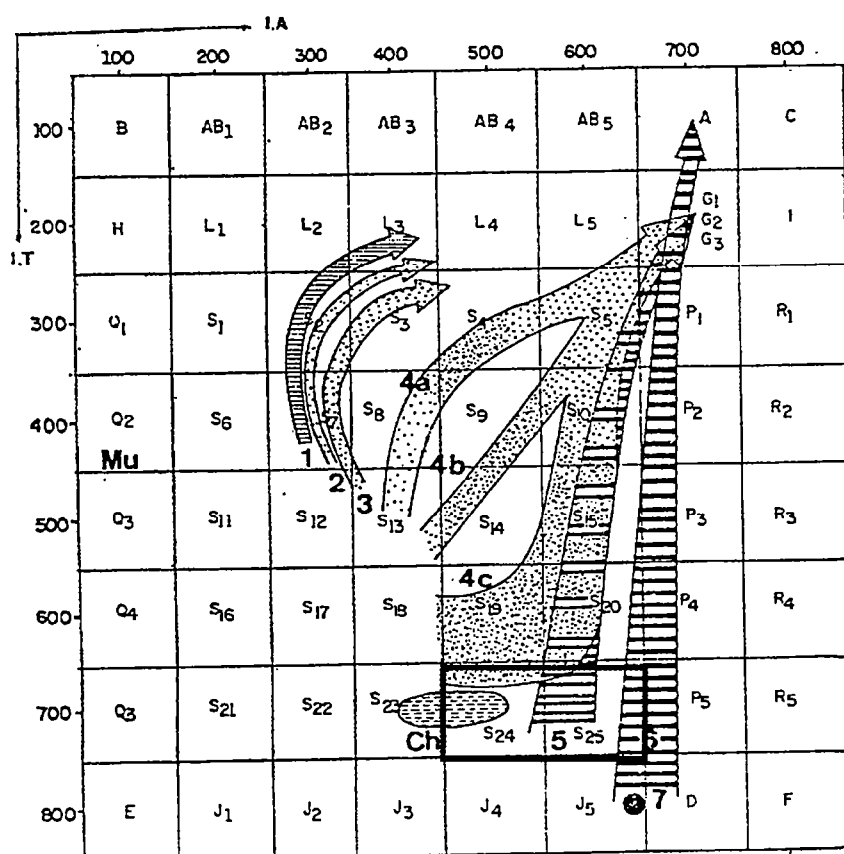 I.A
100 200 300 400 500 600 700 800
100 B AB1 AB2 AB3 AB4 AB5 A C
200 H L1 L2 L3 L4 L5 G1 I
G2
G3
I.T
300 Q1 S1 S3 S4 S5 P1 R1
4a
400 Q2 S6 7 S8 S9 S10 P2 R2
Mu 1 4b
2 3
500 Q3 S11 S12 S13 S14 S15 P3 R3
4c
600 Q4 S16 S17 S18 S19 S20 P4 R4
700 Q3 S21 S22 S23 P5 R5
Ch S24 5 S25 6
800 E J1 J2 J3 J4 J5 7 D F